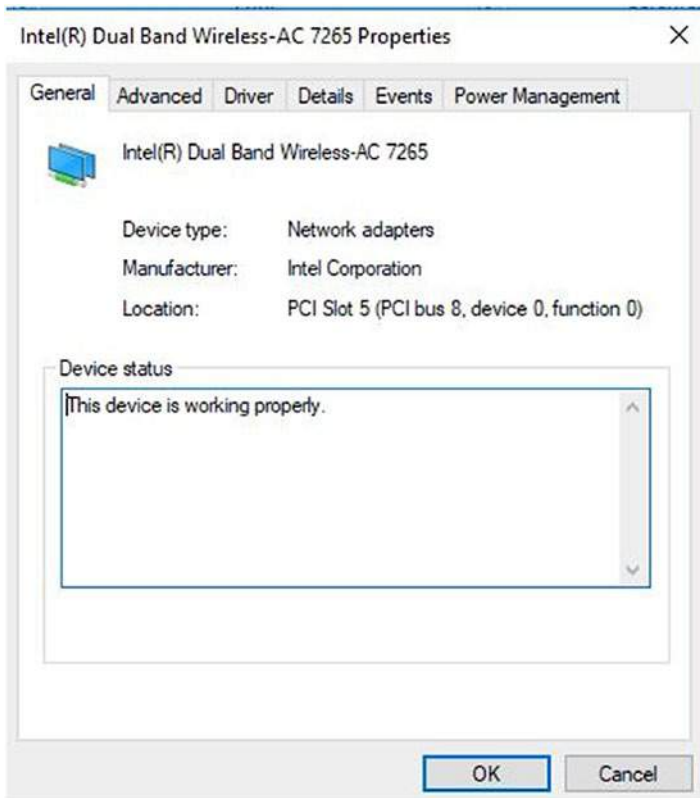 Intel(R) Dual Band Wireless-AC 7265 Properties
General Advanced Driver Details Events Power Management
Intel(R) Dual Band Wireless-AC 7265
Device type: Network adapters
Manufacturer: Intel Corporation
Location: PCI Slot 5 (PCI bus 8, device 0, function 0)
Device status
This device is working properly.
OK Cancel